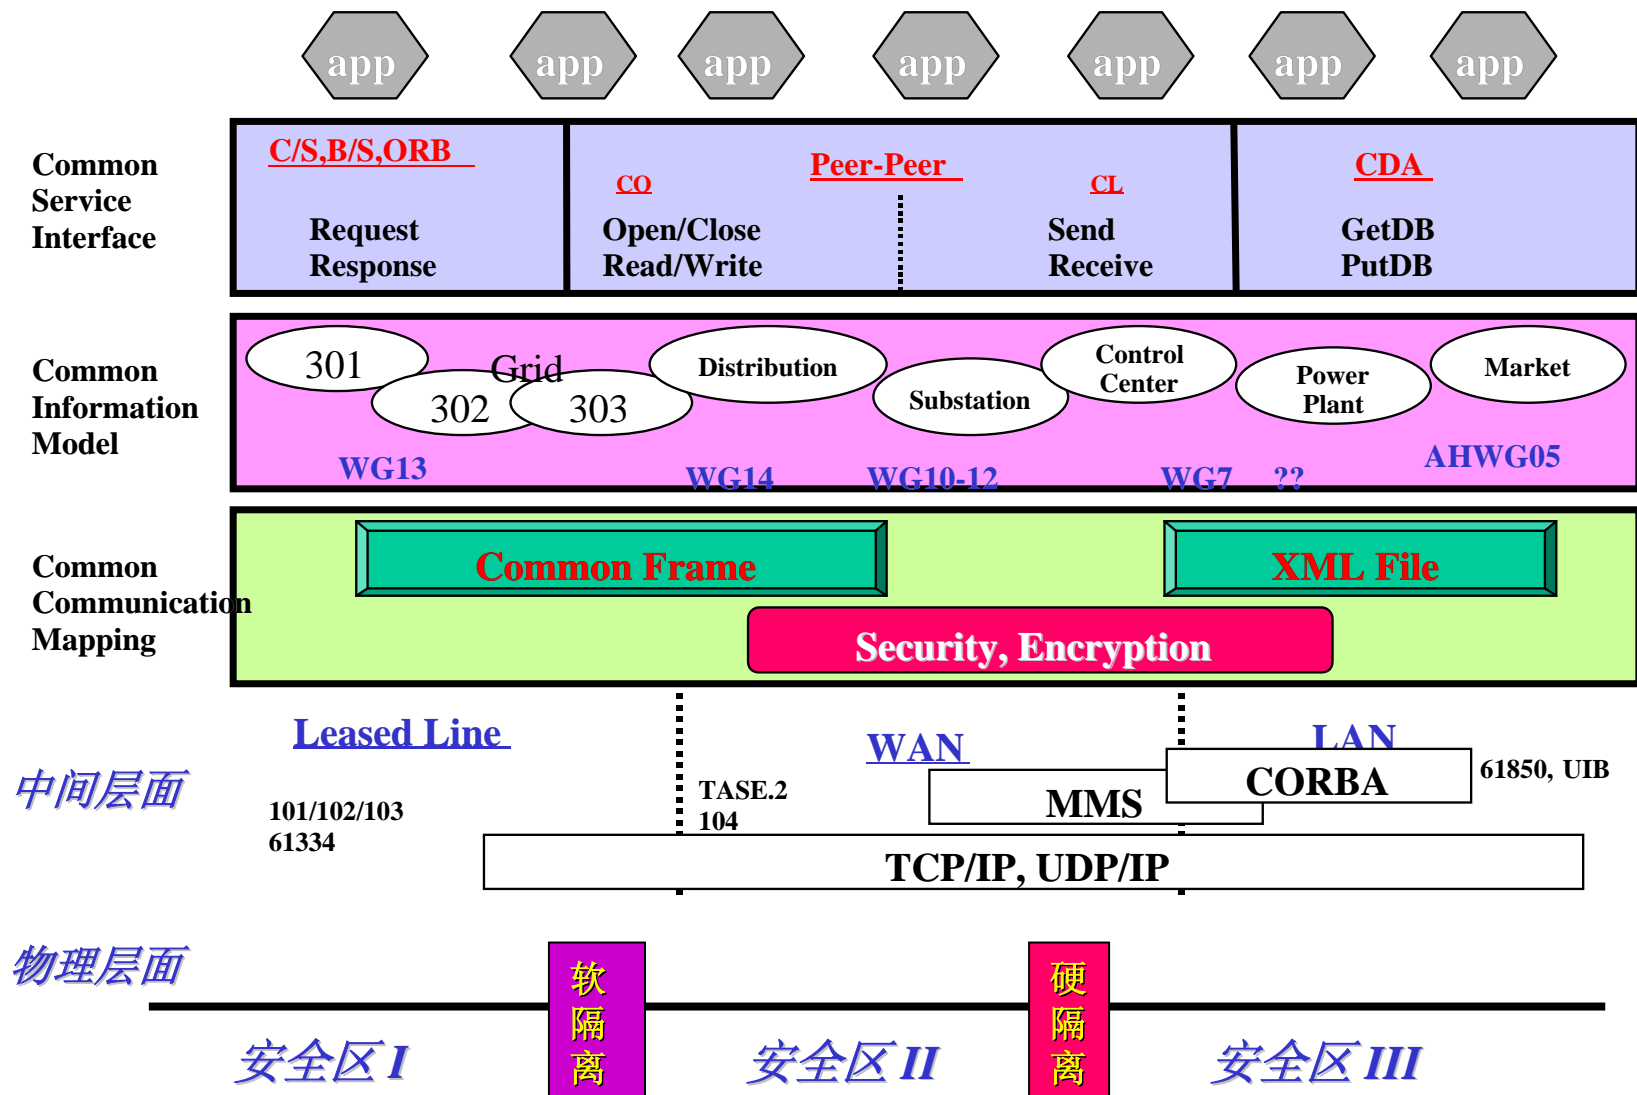 app app app app app app app
Common
Service
Interface
C/S,B/S,ORB
Request
Response
Peer-Peer
CO
Open/Close
Read/Write
CL
Send
Receive
CDA
GetDB
PutDB
Common
Information
Model
301
302
Grid
303
Distribution
Substation
Control
Center
Power
Plant
Market
WG13
WG14
WG10-12
WG7
??
AHWG05
Common
Communication
Mapping
Common Frame
XML File
Security, Encryption
Leased Line
WAN
LAN
中间层面
101/102/103
61334
TASE.2
104
MMS
CORBA
61850, UIB
TCP/IP, UDP/IP
物理层面
软
隔
离
硬
隔
离
安全区 I
安全区 II
安全区 III